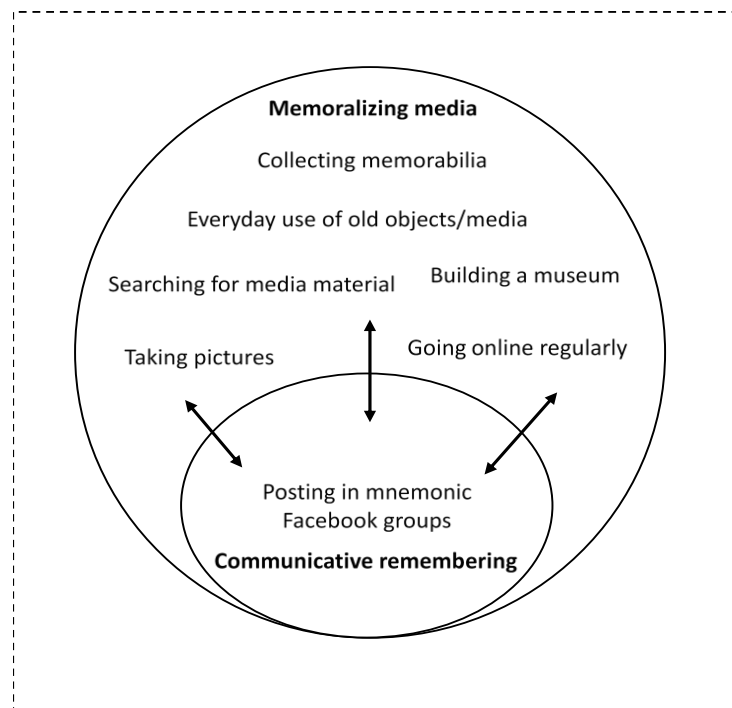 Memoralizing media
Collecting memorabilia
Everyday use of old objects/media
Searching for media material
Building a museum
Taking pictures
Going online regularly
Posting in mnemonic
Facebook groups
Communicative remembering